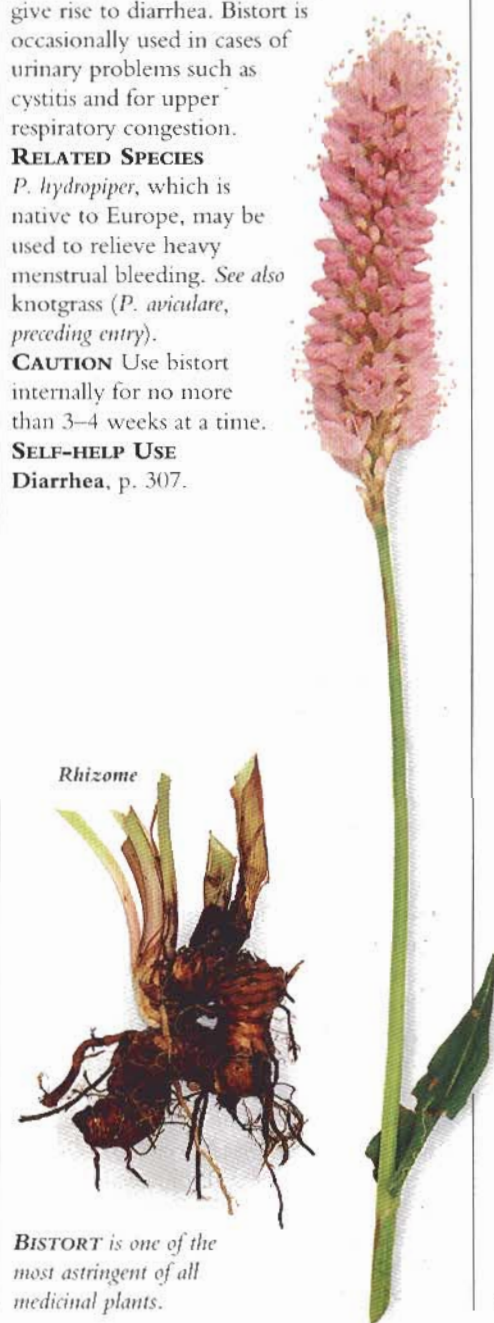 give rise to diarrhea. Bistort is
occasionally used in cases of
urinary problems such as
cystitis and for upper
respiratory congestion.
RELATED SPECIES
P. hydropiper, which is
native to Europe, may be
used to relieve heavy
menstrual bleeding. See also
knotgrass (P. aviculare,
preceding entry).
CAUTION Use bistort
internally for no more
than 3–4 weeks at a time.
SELF-HELP USE
Diarrhea, p. 307.
Rhizome
BISTORT is one of the
most astringent of all
medicinal plants.